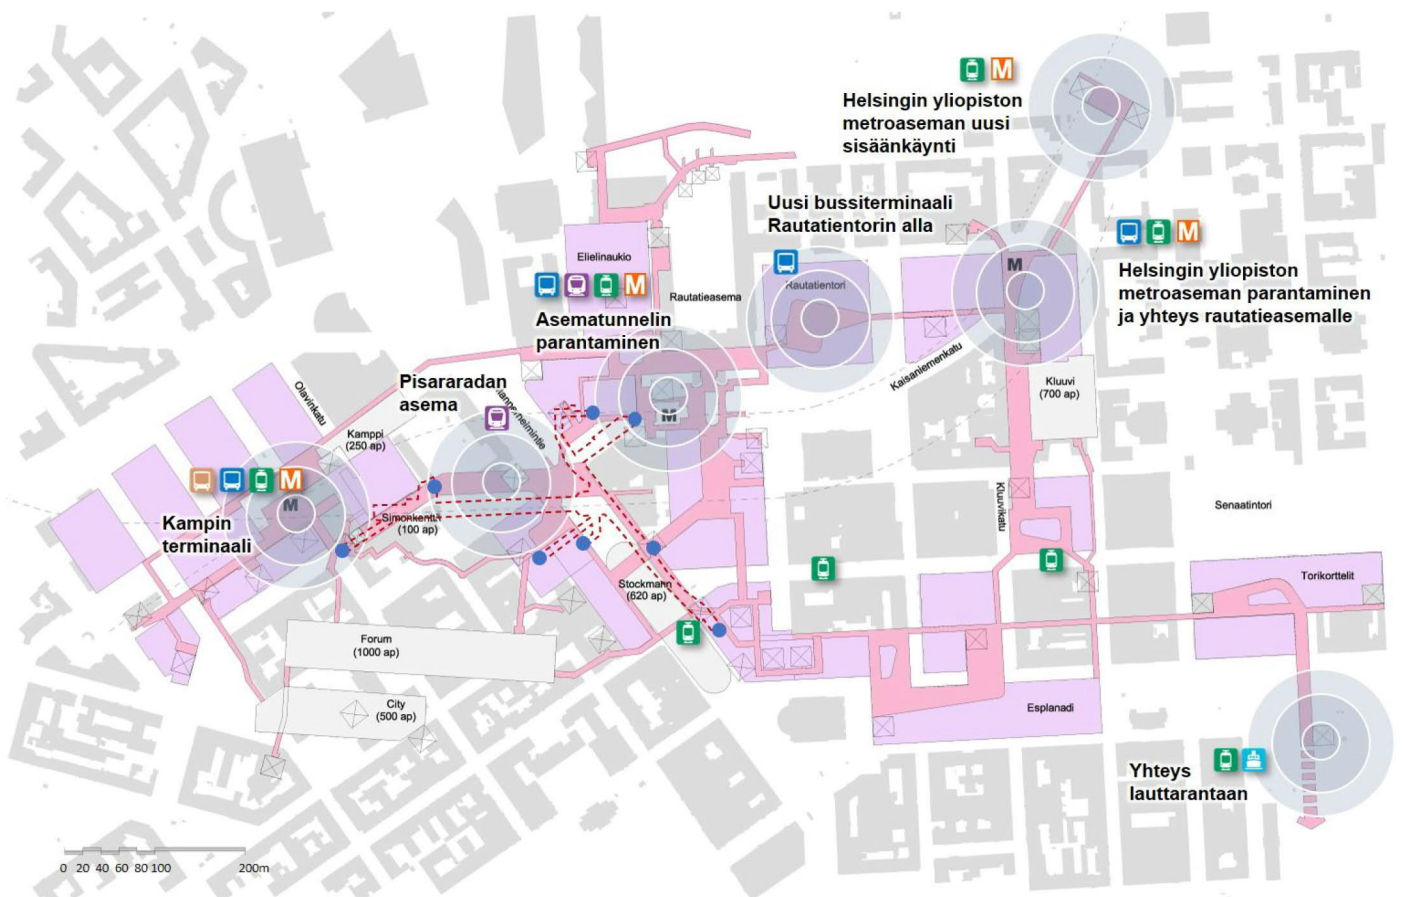 M
Helsingin yliopiston
metroaseman uusi
sisäänkäynti
Uusi bussiterminaali
Rautatientorin alla
M
Elielinaukio
M
Helsingin yliopiston
metroaseman parantaminen
ja yhteys rautatieasemalle
M
Rautatientori
Rautatieasema
Asematunnelin
parantaminen
Kaisaniemenkatu
Kluuvi
(700 ap)
Pisararadan
asema
Olavinkatu
M
Kamppi
(250 ap)
M
M
Kampin
terminaali
Simonkenttä
(100 ap)
Kluuvikatu
Senaatintori
Stockmann
(620 ap)
Torikorttelit
Forum
(1000 ap)
City
(500 ap)
Esplanadi
Yhteys
lauttarantaan
0 20 40 60 80 100 200m